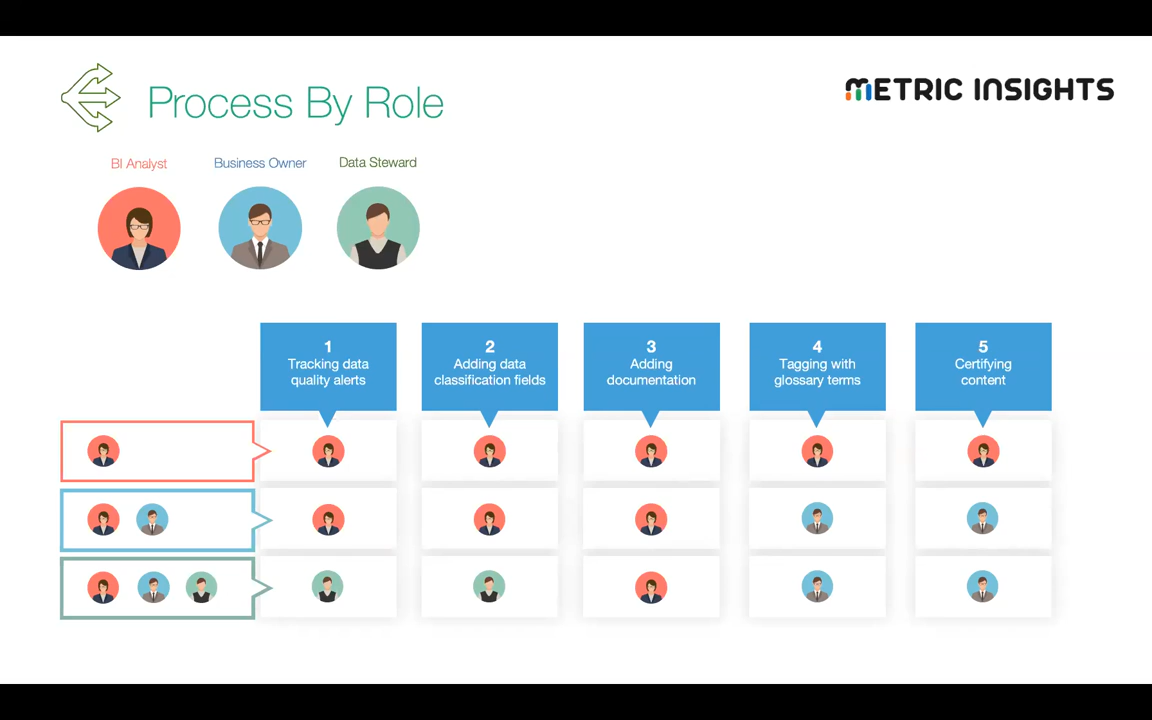 Process By Role
METRIC INSIGHTS
BI Analyst
Business Owner
Data Steward
1
Tracking data
quality alerts
2
Adding data
classification fields
3
Adding
documentation
4
Tagging with
glossary terms
5
Certifying
content